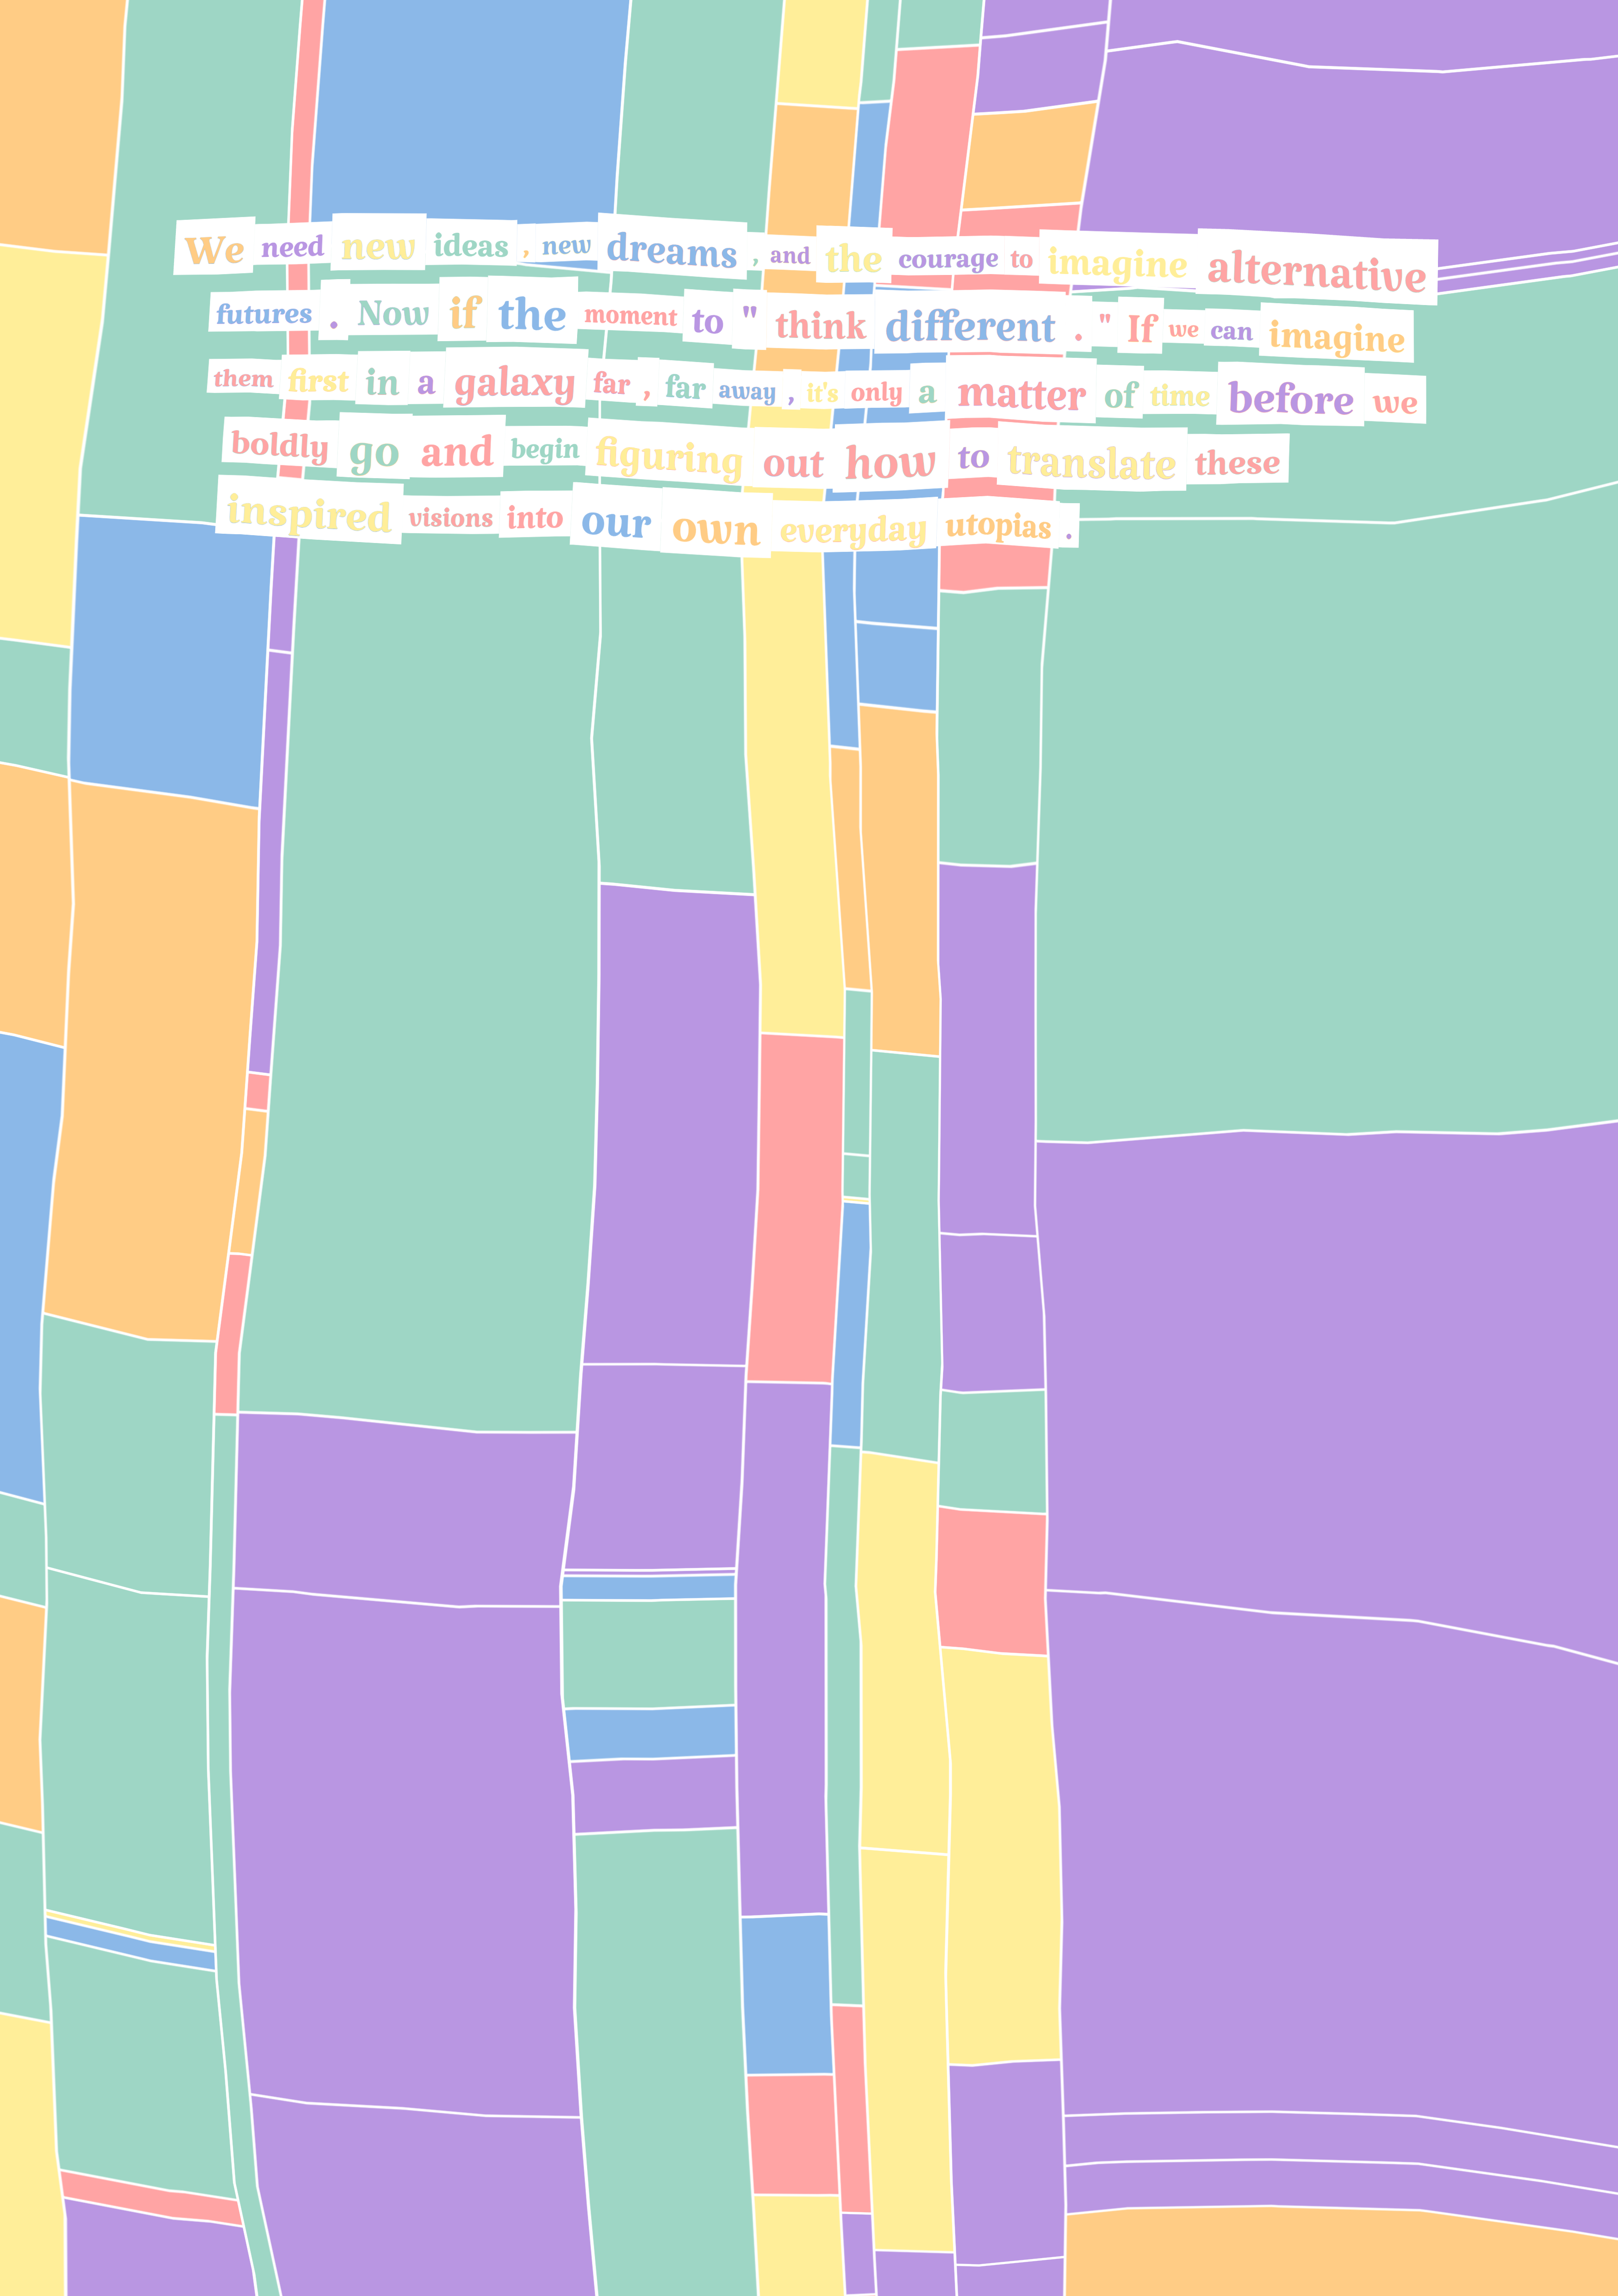 We need new ideas , new dreams , and the courage to imagine alternative
futures . Now if the moment to " think different . " If we can imagine
them first in a galaxy far , far away , it's only a matter of time before we
boldly go and begin figuring out how to translate these
inspired visions into our own everyday utopias .